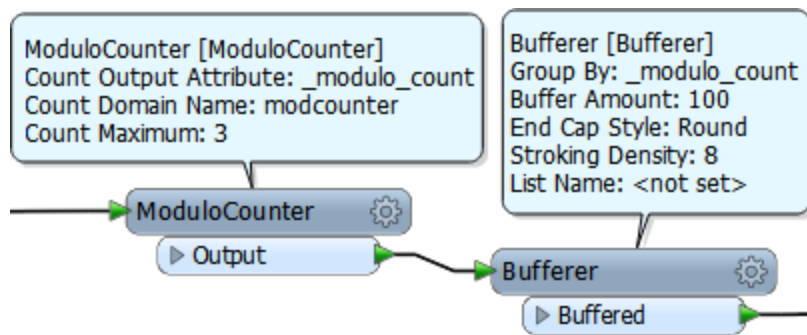 ModuloCounter [ModuloCounter]
Count Output Attribute: _modulo_count
Count Domain Name: modcounter
Count Maximum: 3
Bufferer [Bufferer]
Group By: _modulo_count
Buffer Amount: 100
End Cap Style: Round
Stroking Density: 8
List Name: <not set>
ModuloCounter
Output
Bufferer
Buffered